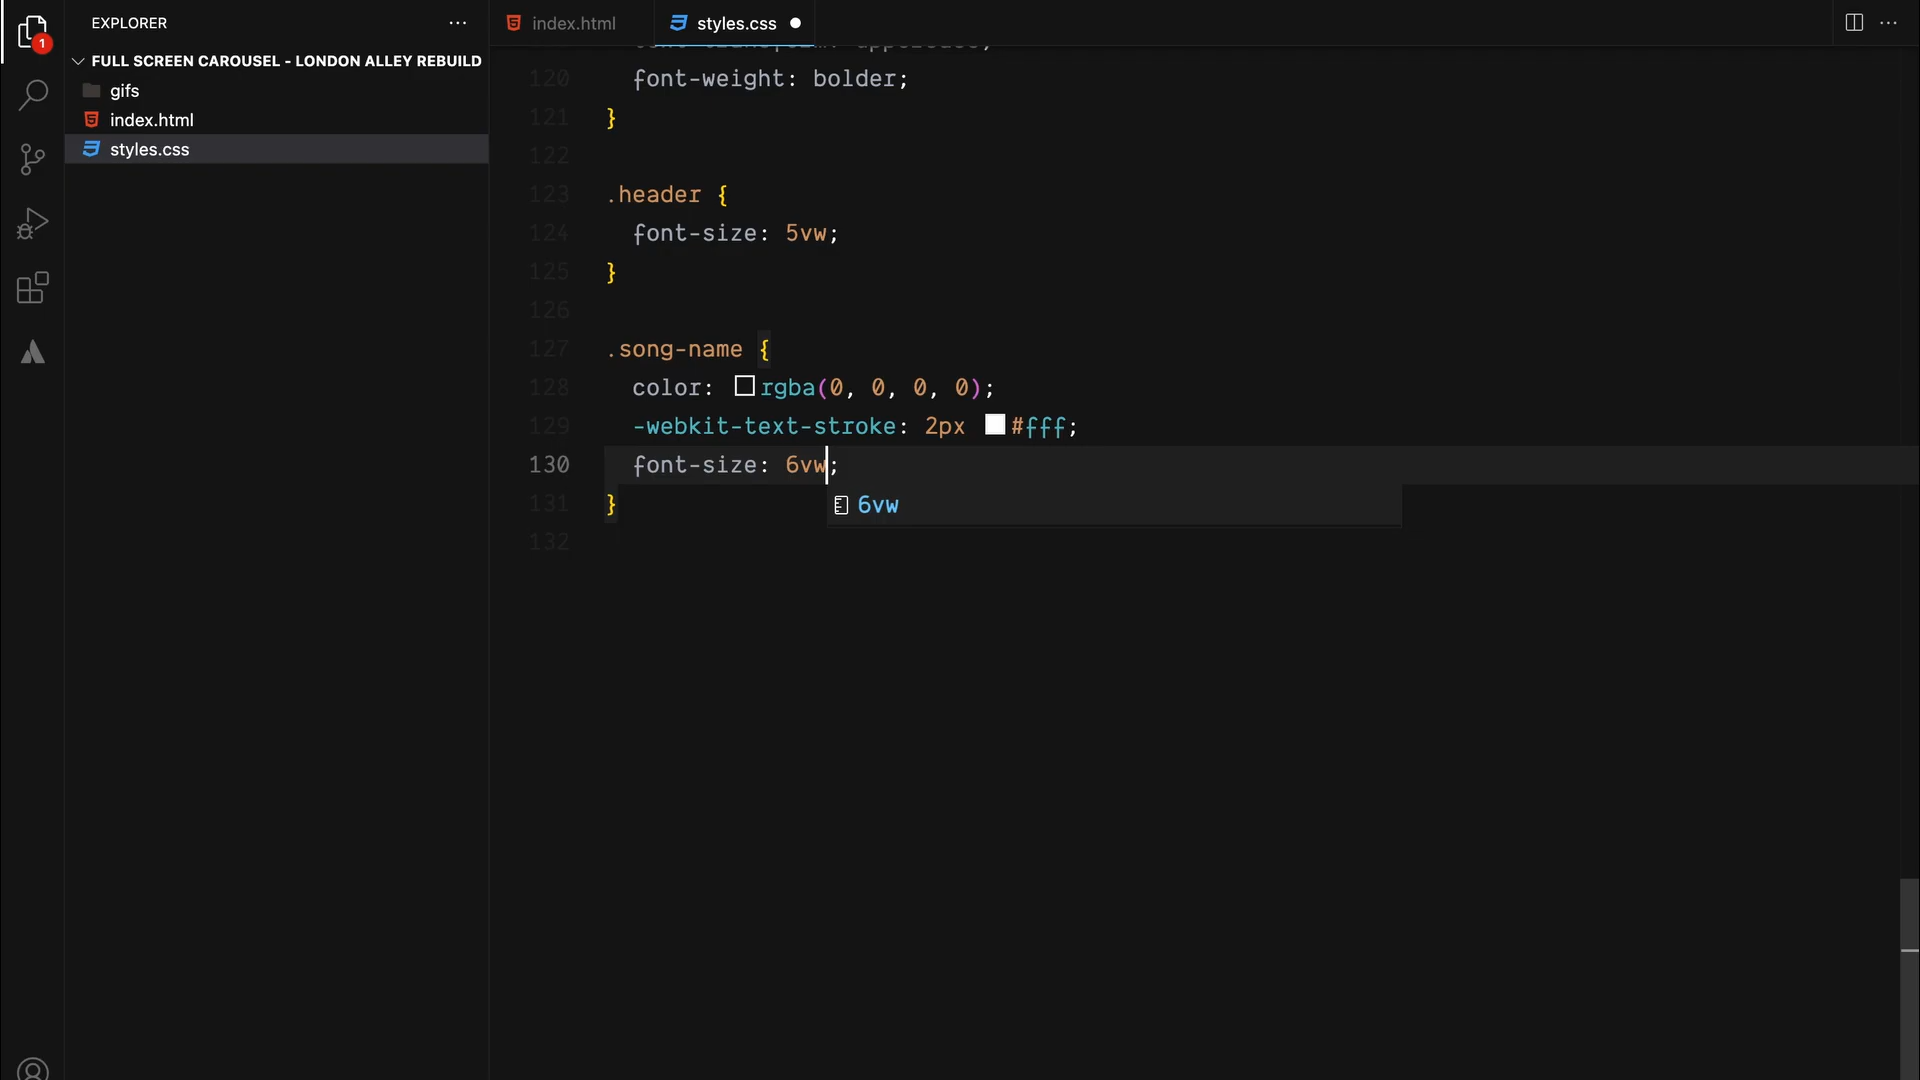 EXPLORER
1
FULL SCREEN CAROUSEL - LONDON ALLEY REBUILD
gifs
index.html
styles.css
index.html
styles.css
120 font-weight: bolder;
121 }
122
123 .header {
124 font-size: 5vw;
125 }
126
127 .song-name {
128 color: rgba(0, 0, 0, 0);
129 -webkit-text-stroke: 2px #fff;
130 font-size: 6vw;
6vw
131 }
132